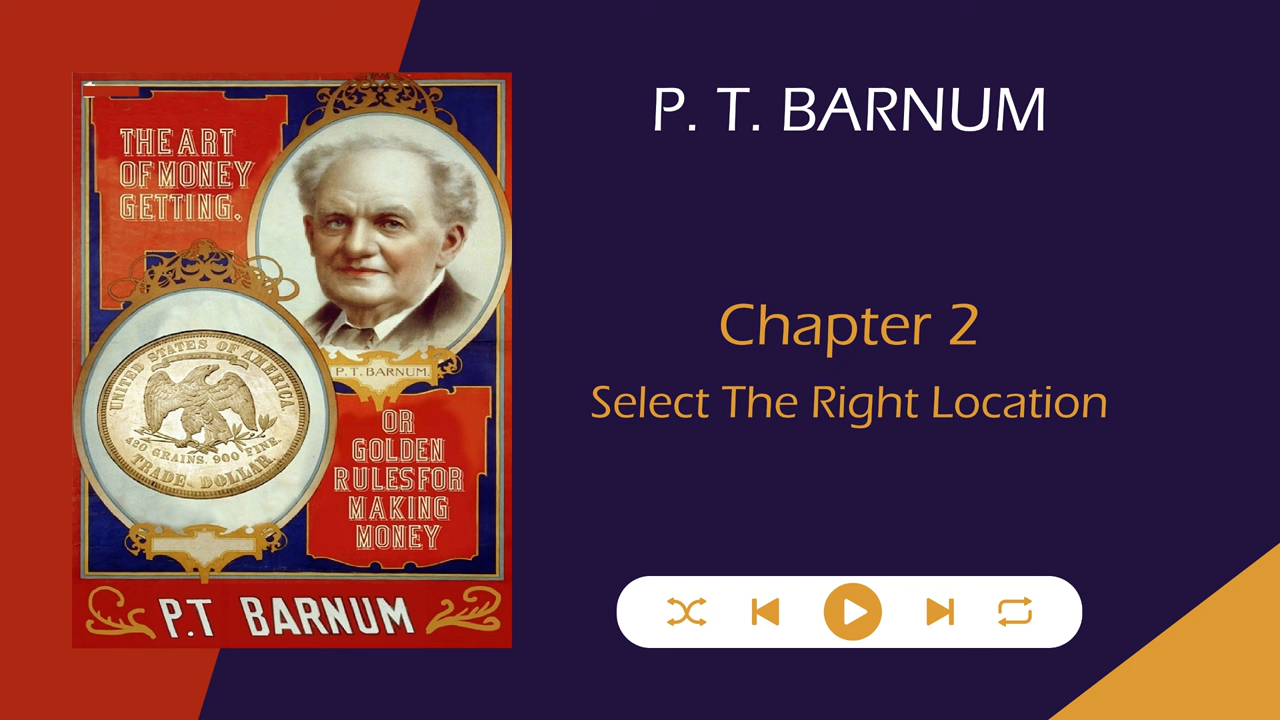 THE ART
OF MONEY
GETTING.
P. T. BARNUM.
UNITED STATES OF AMERICA.
420 GRAINS. 900 FINE.
TRADE DOLLAR.
OR
GOLDEN
RULES FOR
MAKING
MONEY
P.T BARNUM
P. T. BARNUM
Chapter 2
Select The Right Location